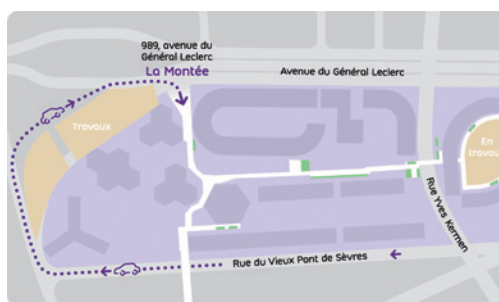 989, avenue du
Général Leclerc
La Montée
Avenue du Général Leclerc
Travaux
En
travaux
Rue Yves Kermen
Rue du Vieux Pont de Sèvres